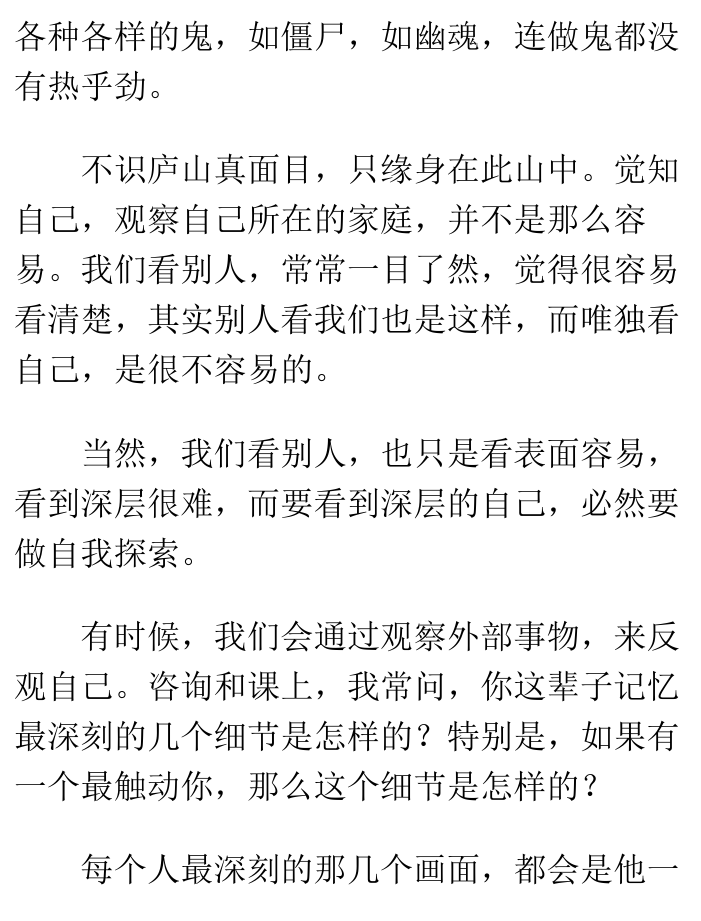 各种各样的鬼，如僵尸，如幽魂，连做鬼都没
有热乎劲。
不识庐山真面目，只缘身在此山中。觉知
自己，观察自己所在的家庭，并不是那么容
易。我们看别人，常常一目了然，觉得很容易
看清楚，其实别人看我们也是这样，而唯独看
自己，是很不容易的。
当然，我们看别人，也只是看表面容易，
看到深层很难，而要看到深层的自己，必然要
做自我探索。
有时候，我们会通过观察外部事物，来反
观自己。咨询和课上，我常问，你这辈子记忆
最深刻的几个细节是怎样的？特别是，如果有
一个最触动你，那么这个细节是怎样的？
每个人最深刻的那几个画面，都会是他一